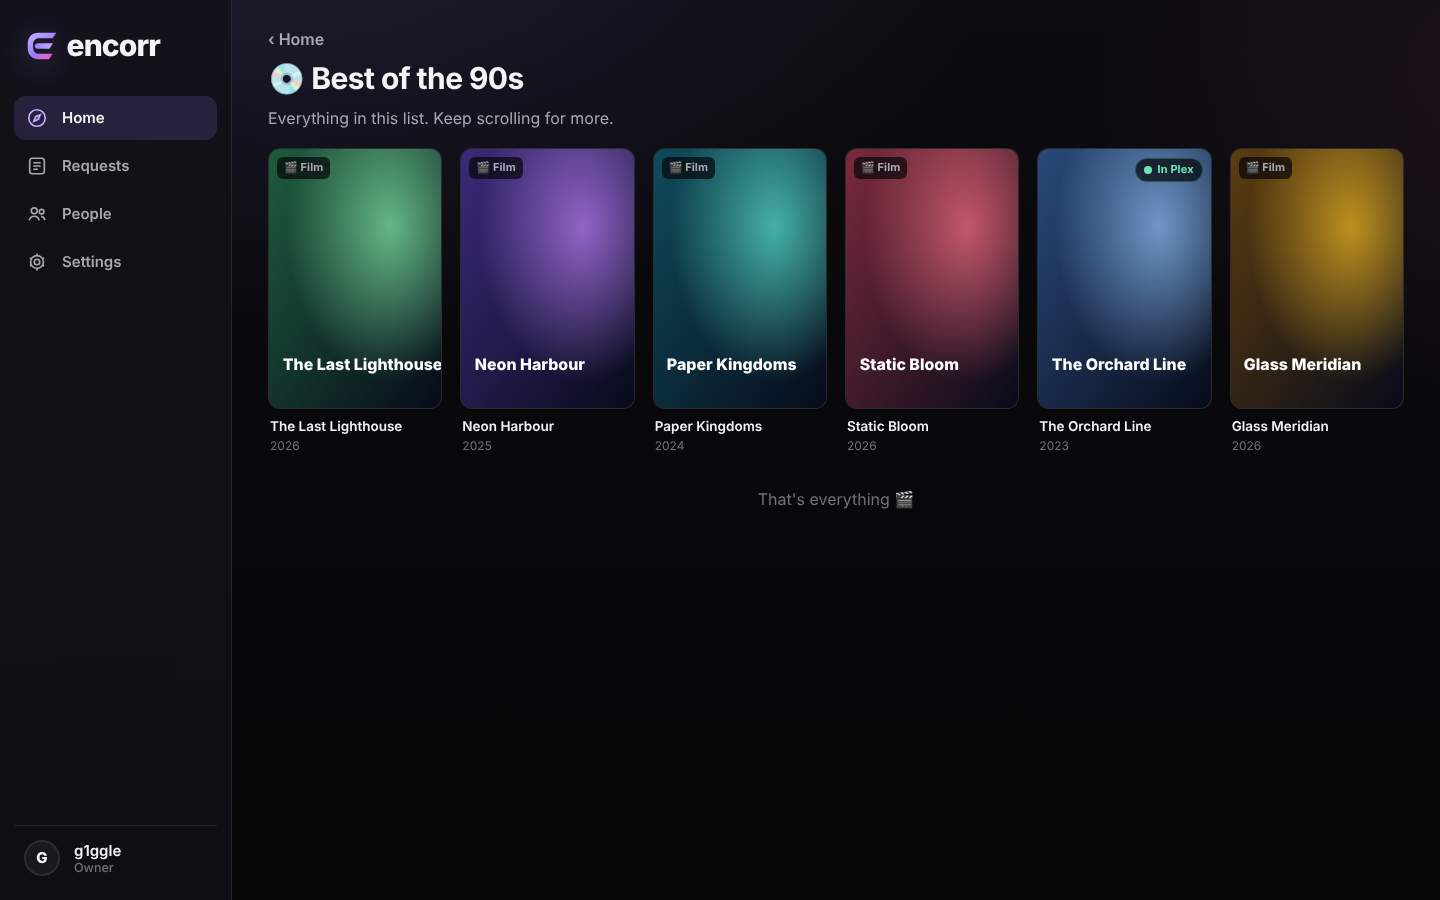 encorr
Home
Requests
People
Settings
g1ggle
Owner
G
‹ Home
💿 Best of the 90s
Everything in this list. Keep scrolling for more.
🎬 Film
The Last Lighthouse
The Last Lighthouse
2026
🎬 Film
Neon Harbour
Neon Harbour
2025
🎬 Film
Paper Kingdoms
Paper Kingdoms
2024
🎬 Film
Static Bloom
Static Bloom
2026
In Plex
The Orchard Line
The Orchard Line
2023
🎬 Film
Glass Meridian
Glass Meridian
2026
That's everything 🎬